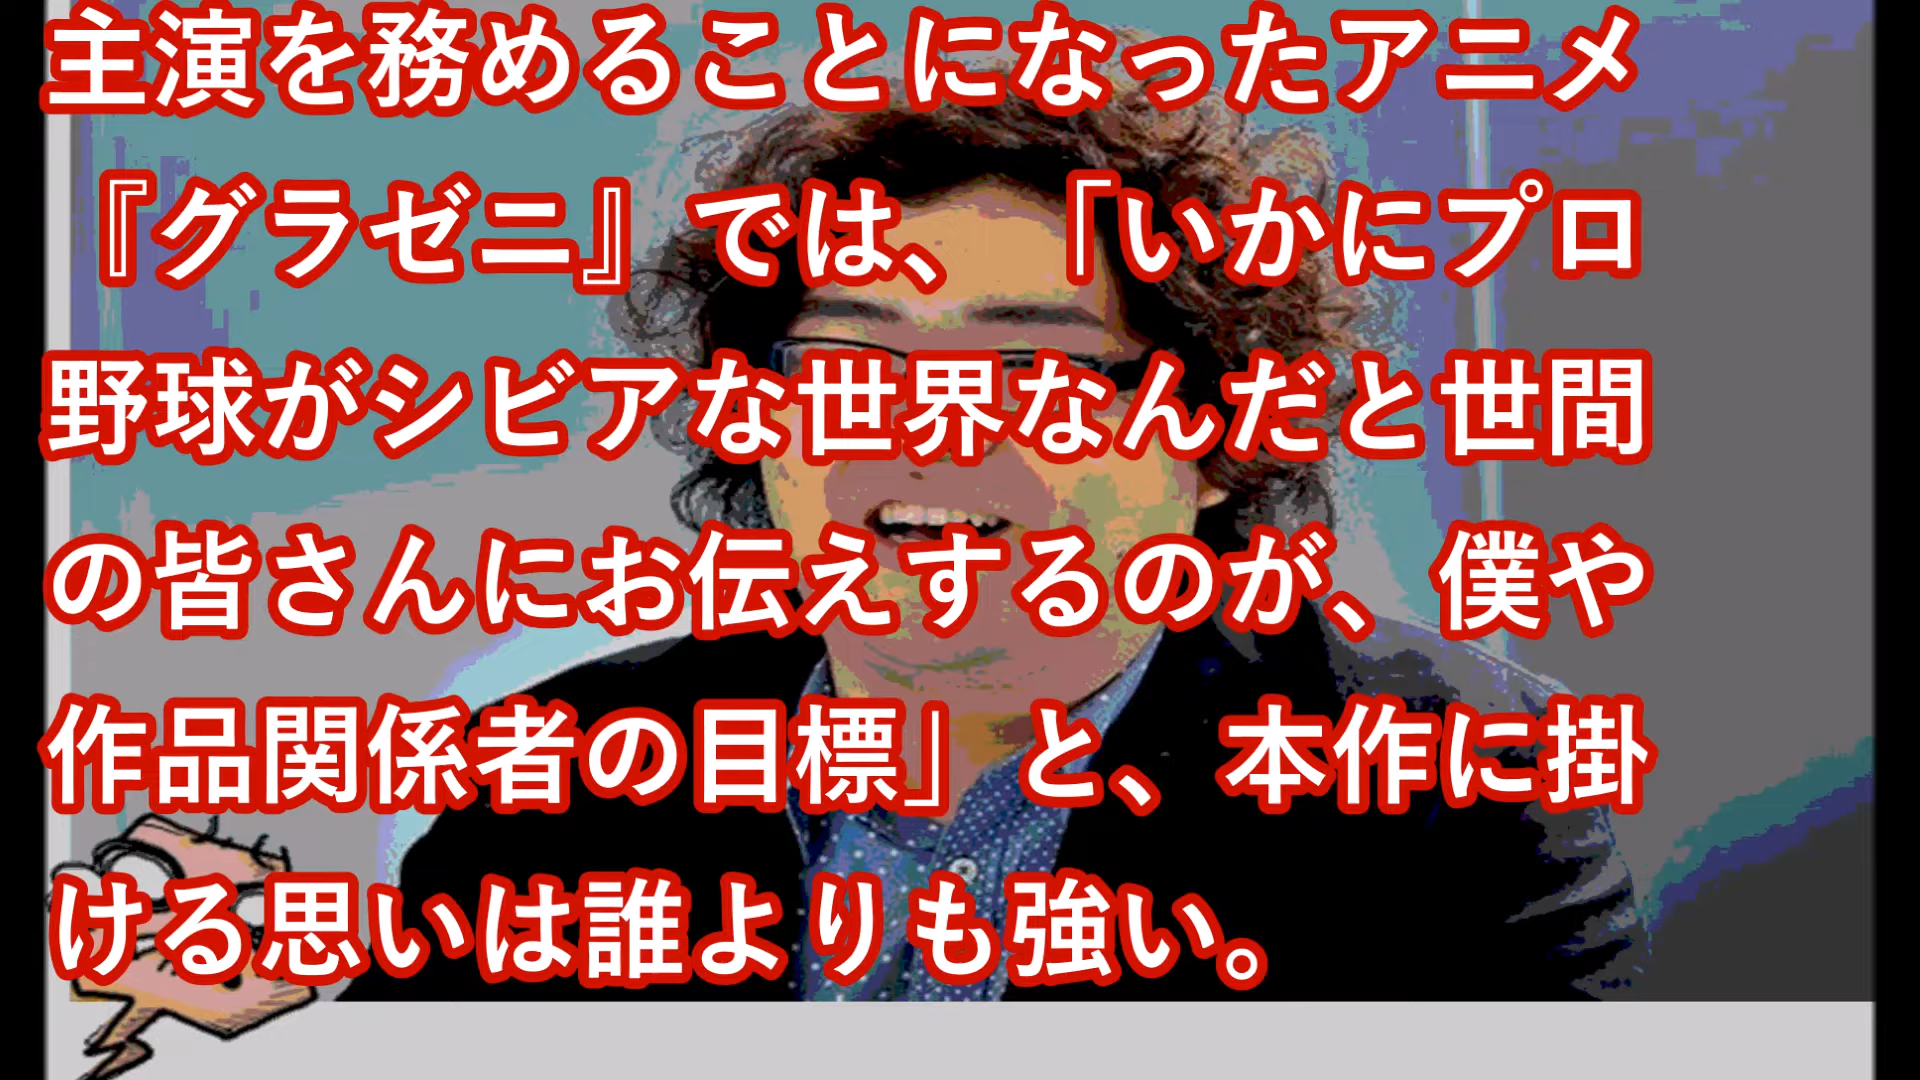 主演を務めることになったアニメ
『グラゼニ』では、「いかにプロ
野球がシビアな世界なんだと世間
の皆さんにお伝えするのが、僕や
作品関係者の目標」と、本作に掛
ける思いは誰よりも強い。